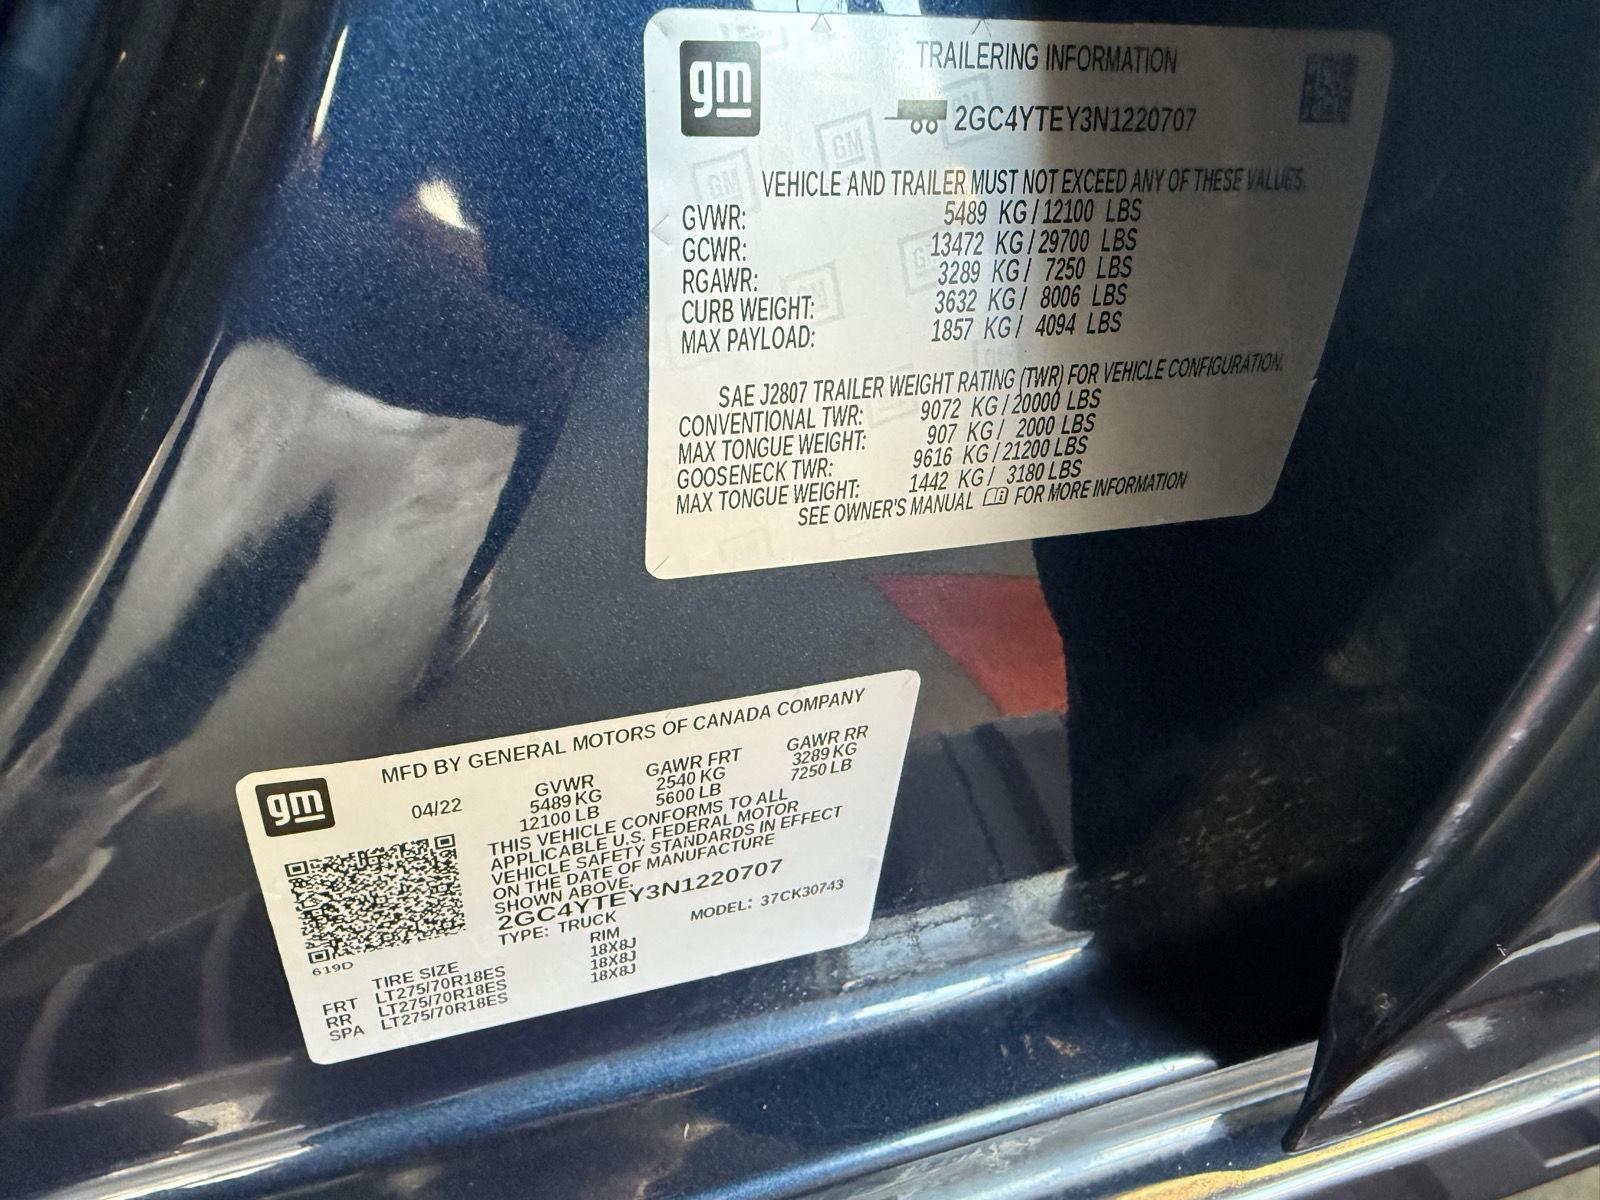 gm
TRAILERING INFORMATION
2GC4YTEY3N1220707
VEHICLE AND TRAILER MUST NOT EXCEED ANY OF THESE VALUES.
GVWR: 5489 KG/12100 LBS
GCWR: 13472 KG/29700 LBS
RGAWR: 3289 KG/ 7250 LBS
CURB WEIGHT: 3632 KG/ 8006 LBS
MAX PAYLOAD: 1857 KG/ 4094 LBS
SAE J2807 TRAILER WEIGHT RATING (TWR) FOR VEHICLE CONFIGURATION.
CONVENTIONAL TWR: 9072 KG/20000 LBS
MAX TONGUE WEIGHT: 907 KG/ 2000 LBS
GOOSENECK TWR: 9616 KG/21200 LBS
MAX TONGUE WEIGHT: 1442 KG/ 3180 LBS
SEE OWNER'S MANUAL FOR MORE INFORMATION
gm
MFD BY GENERAL MOTORS OF CANADA COMPANY
04/22 GVWR GAWR FRT GAWR RR
5489 KG 2540 KG 3289 KG
12100 LB 5600 LB 7250 LB
THIS VEHICLE CONFORMS TO ALL
APPLICABLE U.S. FEDERAL MOTOR
VEHICLE SAFETY STANDARDS IN EFFECT
ON THE DATE OF MANUFACTURE
SHOWN ABOVE.
2GC4YTEY3N1220707
TYPE: TRUCK MODEL: 37CK30743
619D
TIRE SIZE RIM
FRT LT275/70R18ES 18X8J
RR LT275/70R18ES 18X8J
SPA LT275/70R18ES 18X8J